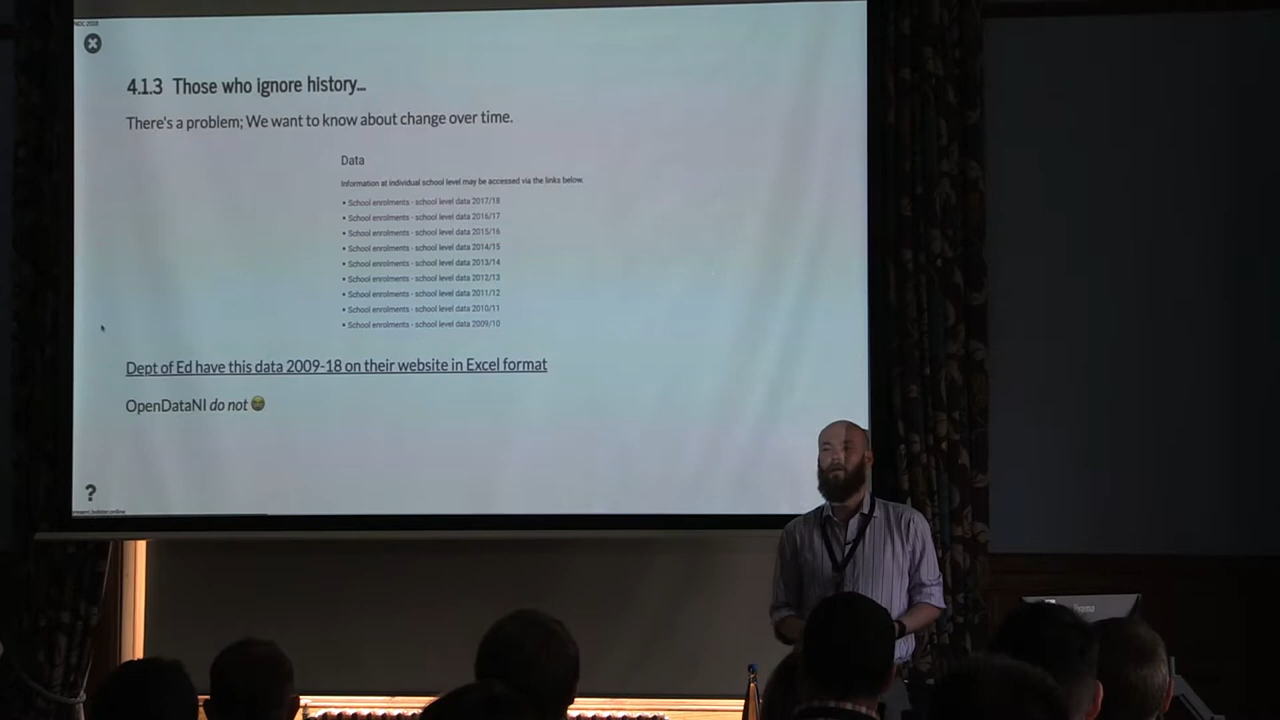 NIDC 2018
4.1.3 Those who ignore history...
There's a problem; We want to know about change over time.
Data
Information at individual school level may be accessed via the links below.
• School enrolments - school level data 2017/18
• School enrolments - school level data 2016/17
• School enrolments - school level data 2015/16
• School enrolments - school level data 2014/15
• School enrolments - school level data 2013/14
• School enrolments - school level data 2012/13
• School enrolments - school level data 2011/12
• School enrolments - school level data 2010/11
• School enrolments - school level data 2009/10
Dept of Ed have this data 2009-18 on their website in Excel format
OpenDataNI do not 😂
?
present.bolster.online